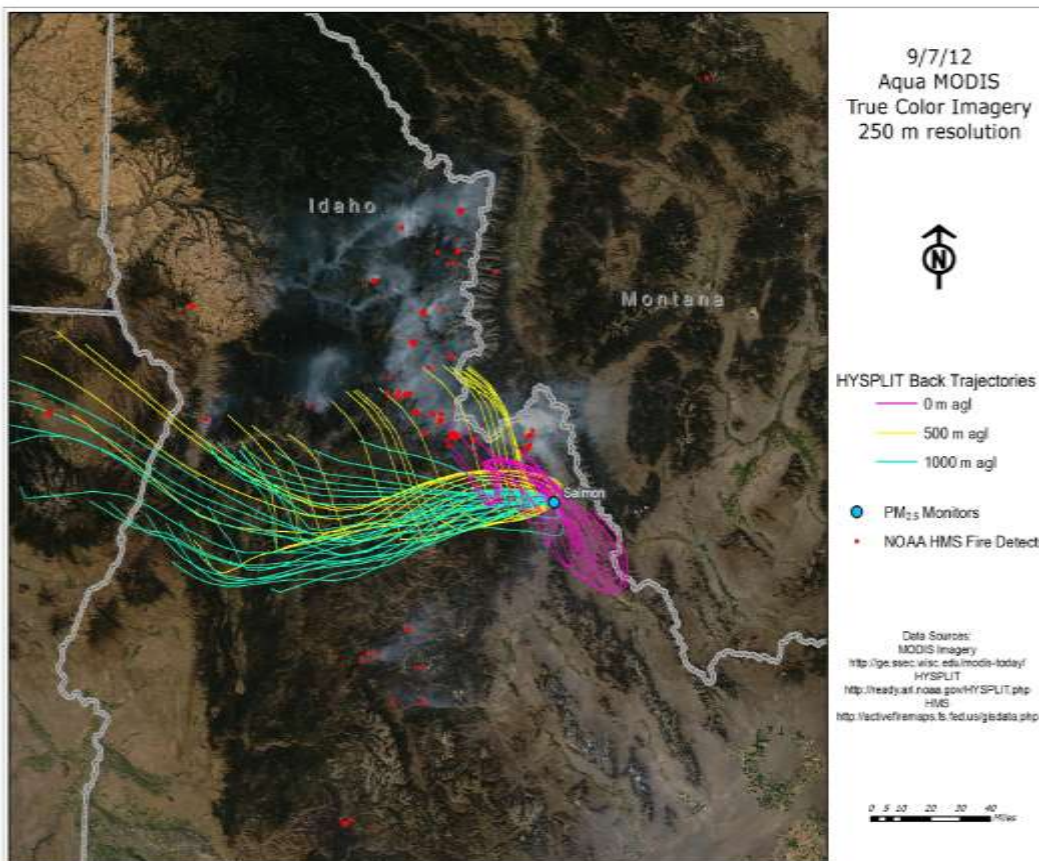 9/7/12
Aqua MODIS
True Color Imagery
250 m resolution
N
Idaho
Montana
Salmon
HYSPLIT Back Trajectories
0 m agl
500 m agl
1000 m agl
PM2.5 Monitors
NOAA HMS Fire Detect
Data Sources:
MODIS Imagery
http://ge.ssec.wisc.edu/modis-today/
HYSPLIT
http://ready.arl.noaa.gov/HYSPLIT.php
HMS
http://activefiremaps.fs.fed.us/gisdata.php
0 5 10 20 30 40
Miles